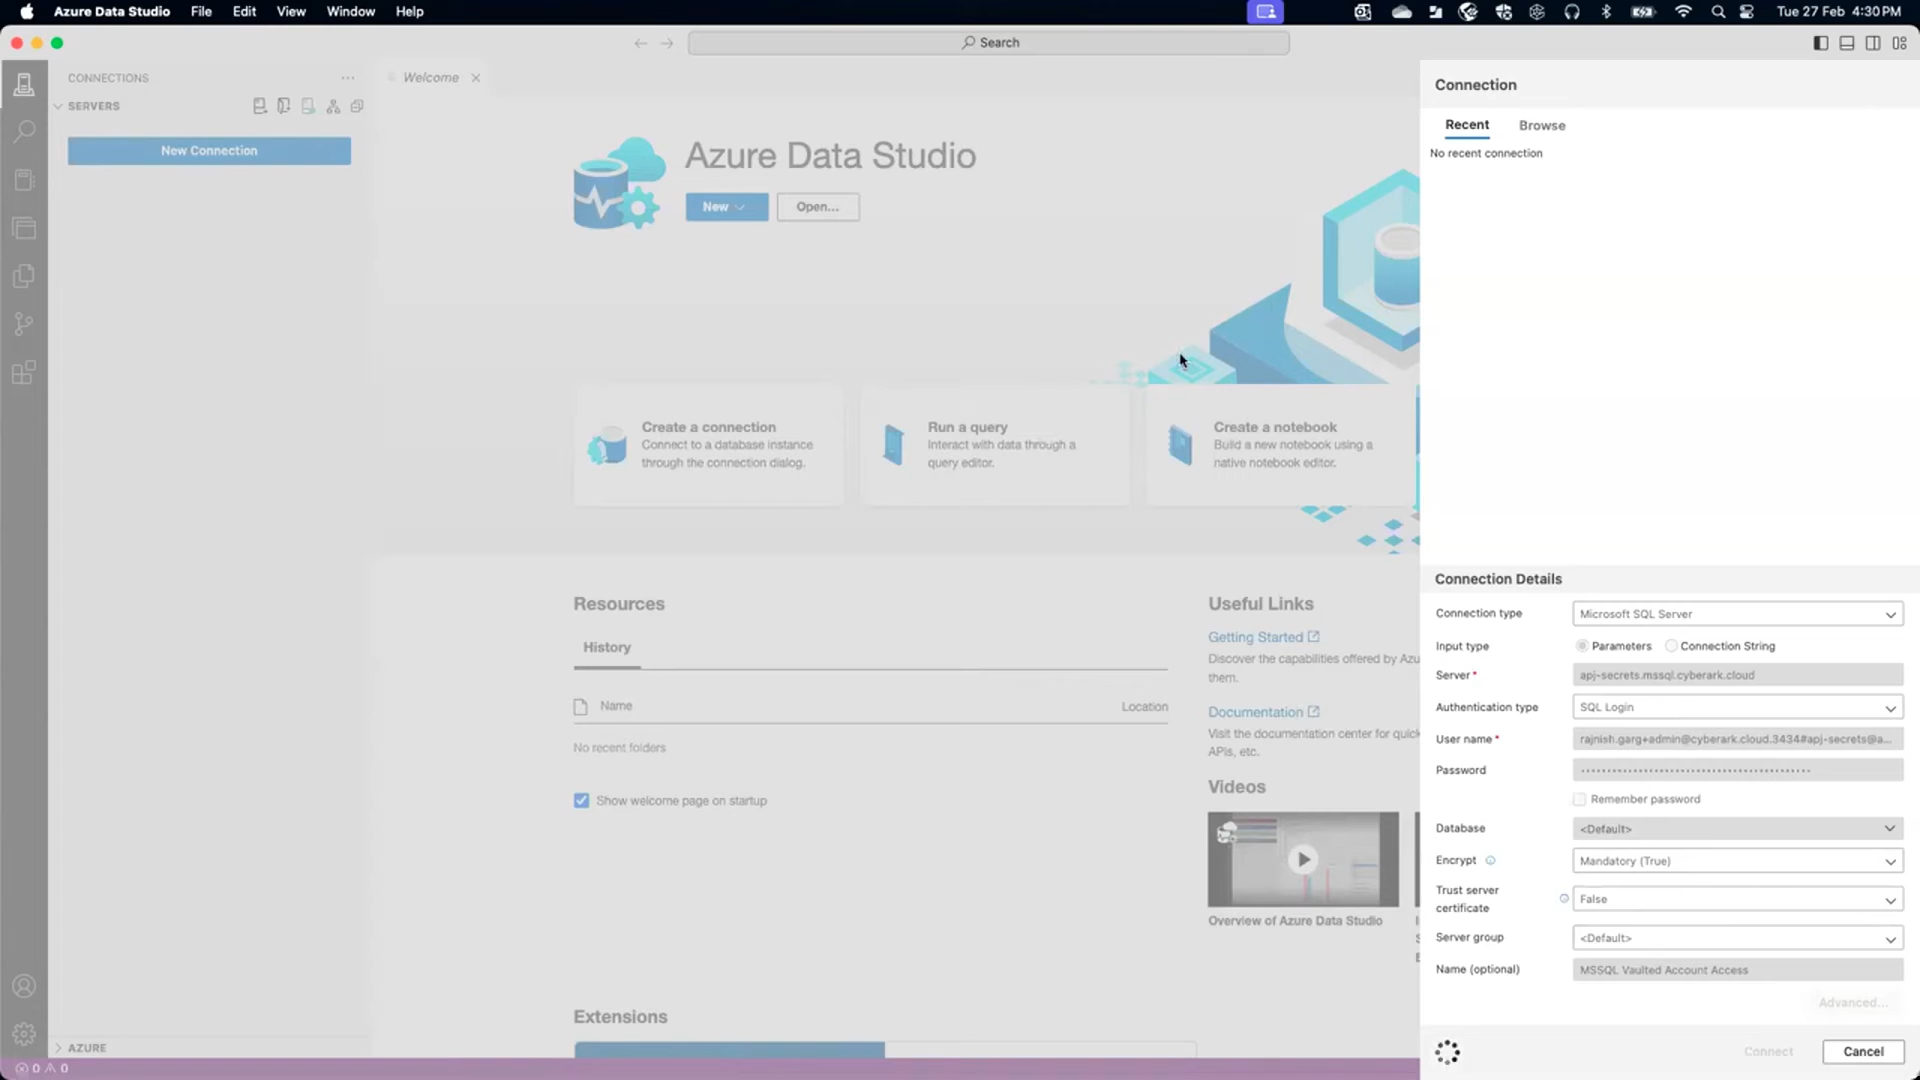 Azure Data Studio File Edit View Window Help
Tue 27 Feb 4:30 PM
Search
CONNECTIONS
SERVERS
New Connection
Welcome
Azure Data Studio
New
Open...
Create a connection
Connect to a database instance
through the connection dialog.
Run a query
Interact with data through a
query editor.
Create a notebook
Build a new notebook using a
native notebook editor.
Resources
History
Name Location
No recent folders
Show welcome page on startup
Useful Links
Getting Started
Discover the capabilities offered by Azu
them.
Documentation
Visit the documentation center for quick
APIs, etc.
Videos
Overview of Azure Data Studio
Extensions
AZURE
0 0
Connection
Recent Browse
No recent connection
Connection Details
Connection type Microsoft SQL Server
Input type Parameters Connection String
Server * apj-secrets.mssql.cyberark.cloud
Authentication type SQL Login
User name * rajnish.garg+admin@cyberark.cloud.3434#apj-secrets@a...
Password
Remember password
Database <Default>
Encrypt Mandatory (True)
Trust server
certificate False
Server group <Default>
Name (optional) MSSQL Vaulted Account Access
Advanced...
Connect Cancel